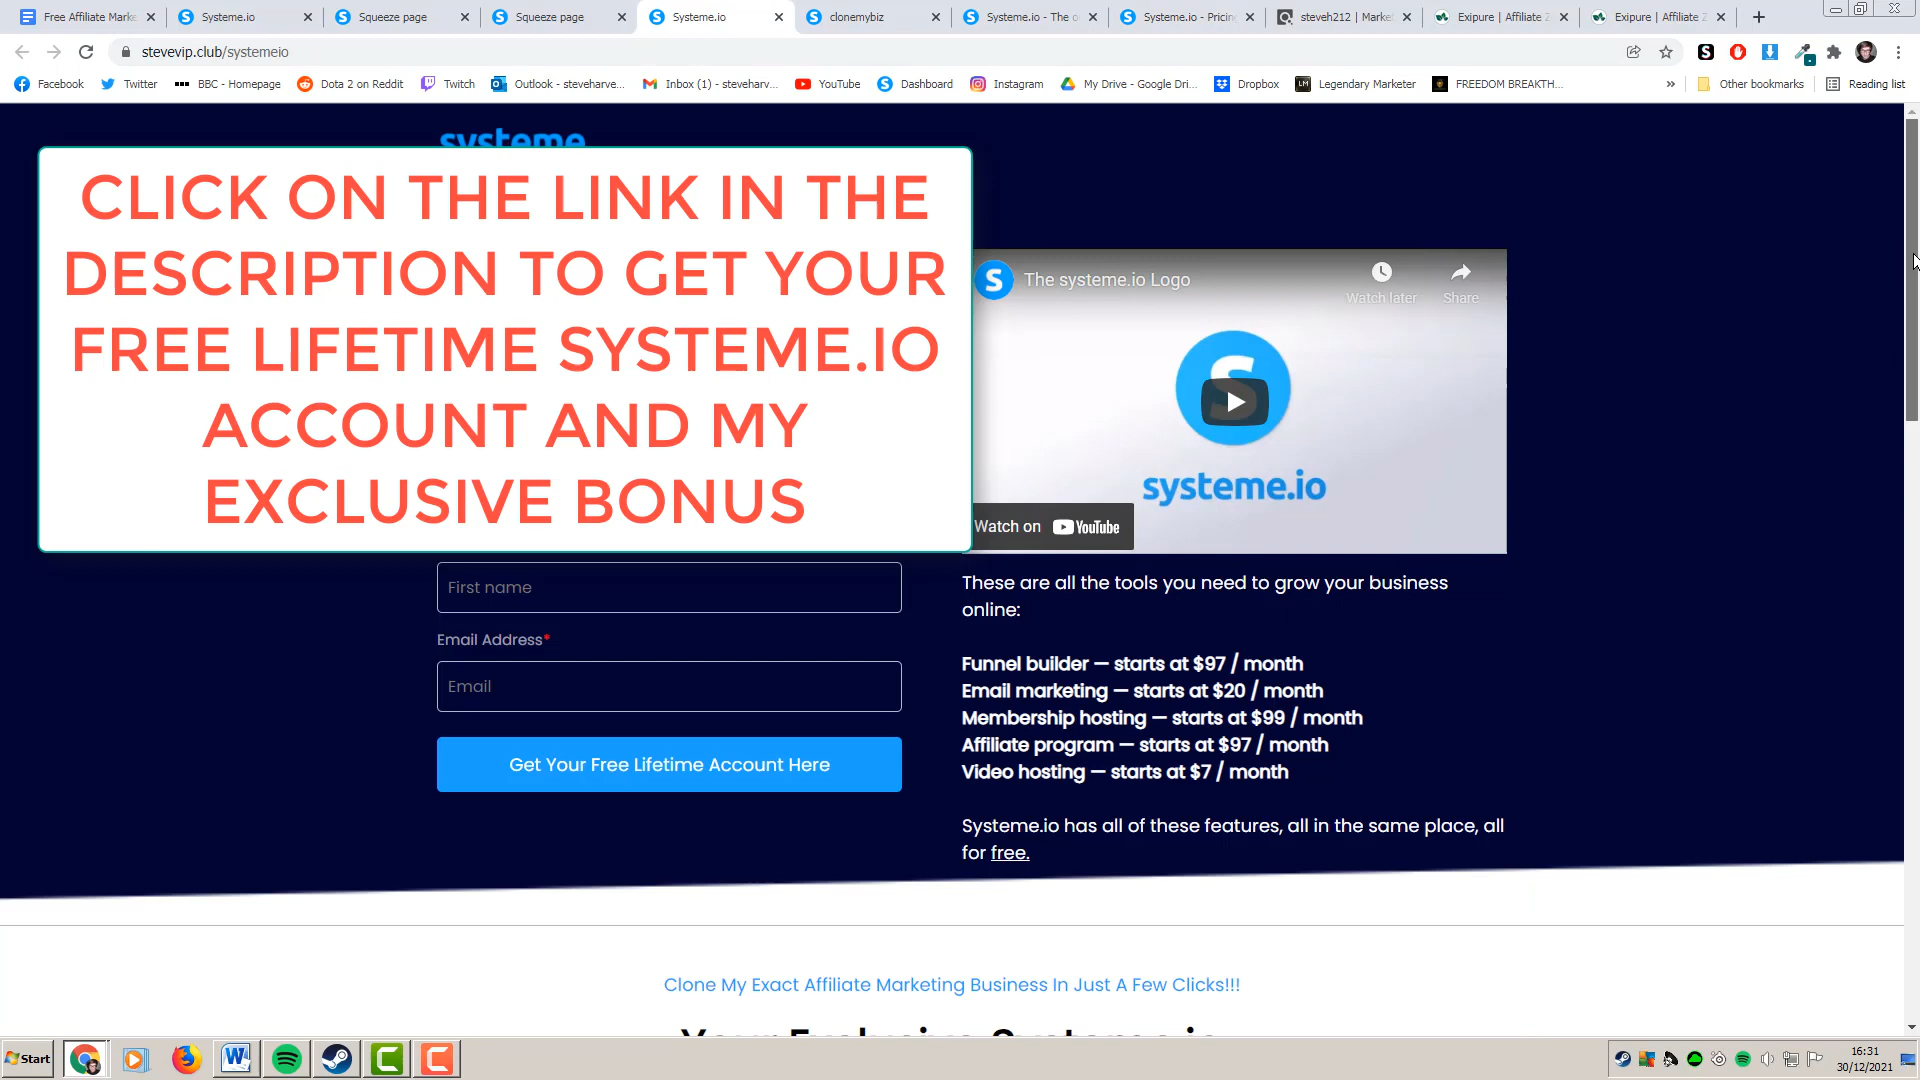 Free Affiliate Marke
Systeme.io
Squeeze page
Squeeze page
Systeme.io
clonemybiz
Systeme.io - The o
Systeme.io - Pricin
steveh212 | Marke
Exipure | Affiliate
Exipure | Affiliate
stevevip.club/systemeio
Facebook
Twitter
BBC - Homepage
Dota 2 on Reddit
Twitch
Outlook - steveharve...
Inbox (1) - steveharv...
YouTube
Dashboard
Instagram
My Drive - Google Dri...
Dropbox
Legendary Marketer
FREEDOM BREAKTH...
Other bookmarks
Reading list
systeme
CLICK ON THE LINK IN THE
DESCRIPTION TO GET YOUR
FREE LIFETIME SYSTEME.IO
ACCOUNT AND MY
EXCLUSIVE BONUS
The systeme.io Logo
Watch later
Share
systeme.io
Watch on YouTube
First name
Email Address*
Email
Get Your Free Lifetime Account Here
These are all the tools you need to grow your business
online:
Funnel builder — starts at $97 / month
Email marketing — starts at $20 / month
Membership hosting — starts at $99 / month
Affiliate program — starts at $97 / month
Video hosting — starts at $7 / month
Systeme.io has all of these features, all in the same place, all
for free.
Clone My Exact Affiliate Marketing Business In Just A Few Clicks!!!
Your Exclusive Systeme.io
Start
16:31
30/12/2021